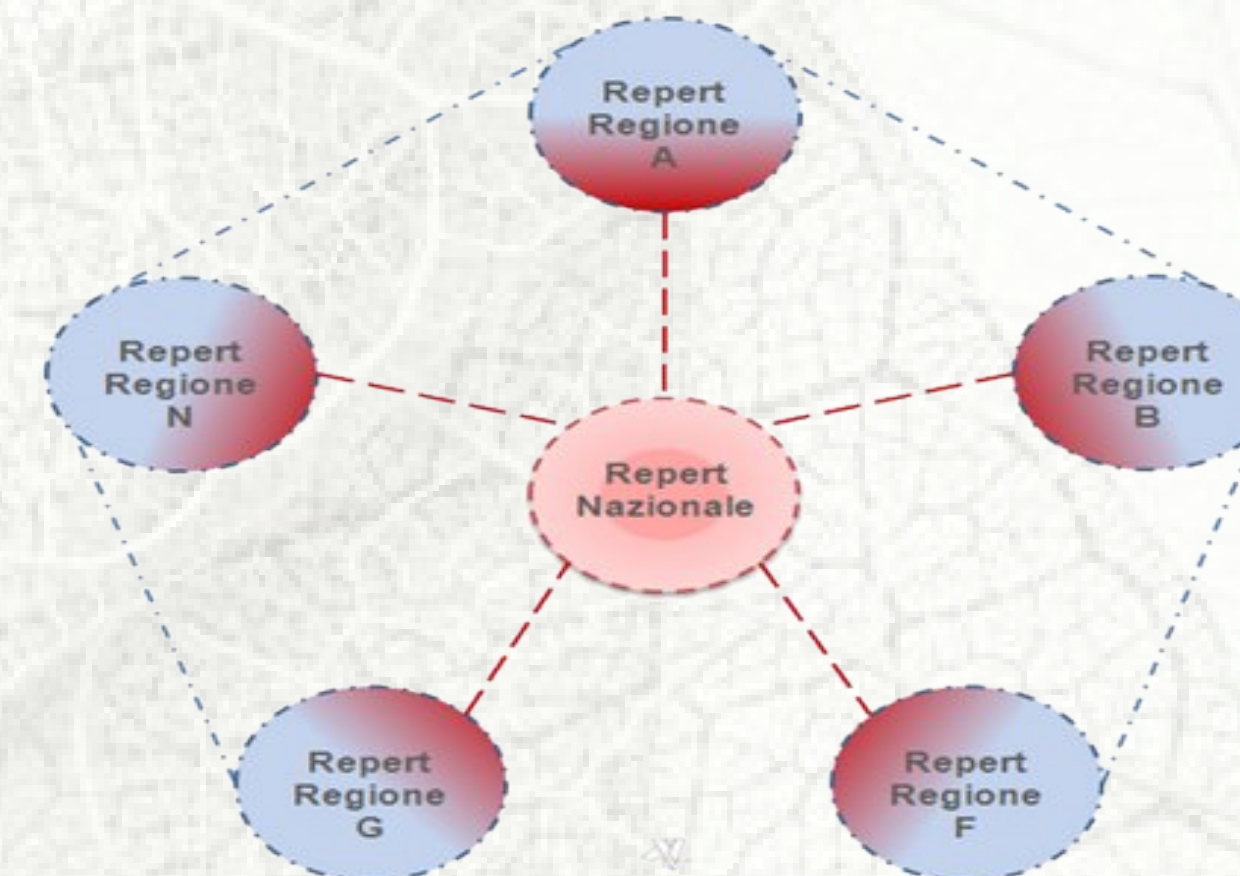 Repert
Regione
A
Repert
Regione
N
Repert
Regione
B
Repert
Nazionale
Repert
Regione
G
Repert
Regione
F